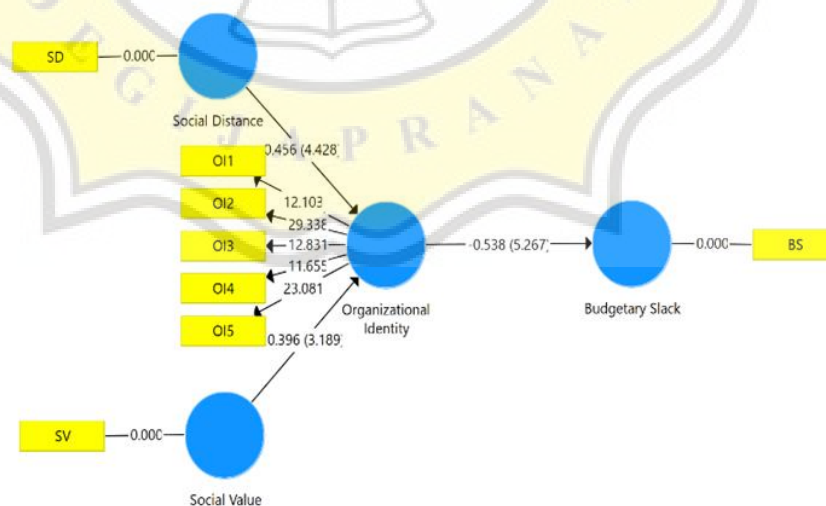 SEGIJAPRANA
SD
0.000
Social Distance
0.456 (4.428)
OI1
12.103
OI2
29.338
OI3
12.831
OI4
11.655
OI5
23.081
Organizational
Identity
-0.538 (5.267)
Budgetary Slack
0.000
BS
0.396 (3.189)
SV
0.000
Social Value